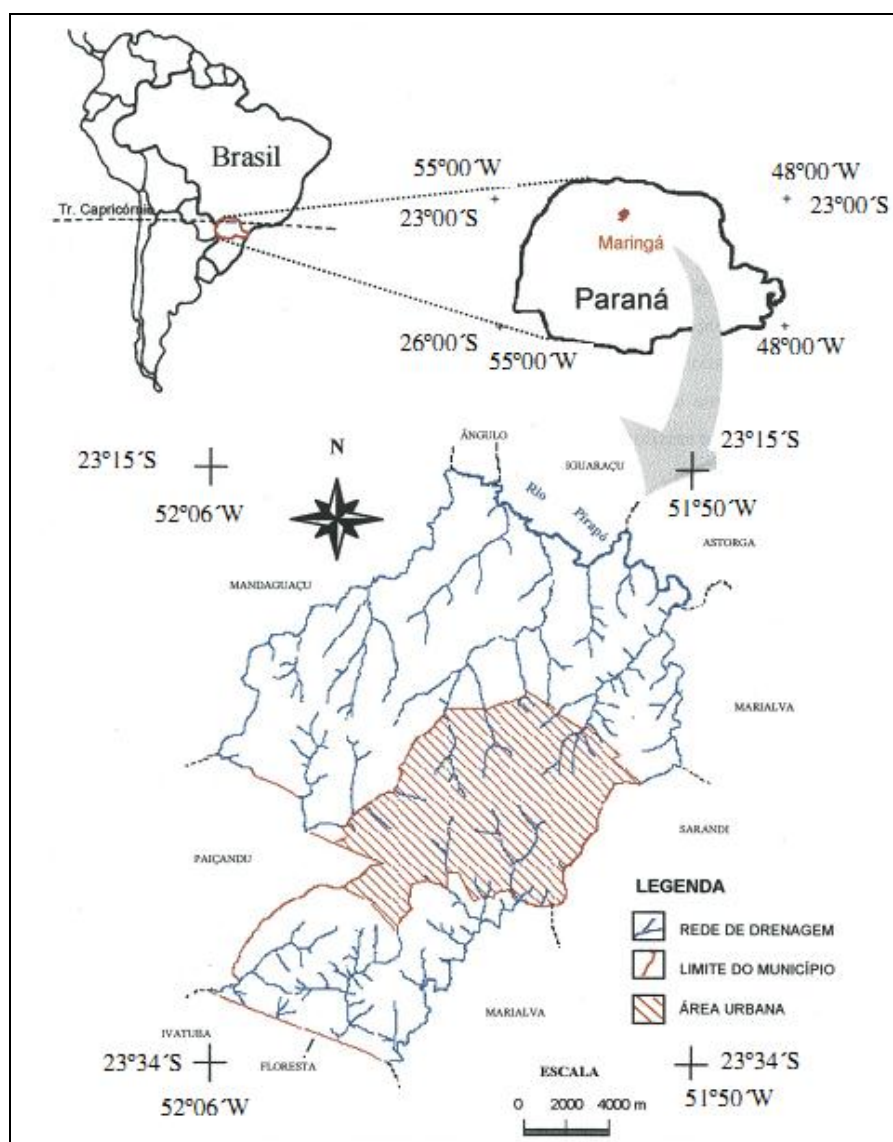 Brasil
Tr. Capricórnio
55°00´W
23°00´S
48°00´W
23°00´S
Maringá
Paraná
26°00´S
55°00´W
48°00´W
23°15´S
52°06´W
N
ÂNGULO
IGUARAÇU
23°15´S
51°50´W
Rio
Pirapó
ASTORGA
MANDAGUAÇU
MARIALVA
PAIÇANDU
SARANDI
LEGENDA
REDE DE DRENAGEM
LIMITE DO MUNICÍPIO
ÁREA URBANA
MARIALVA
IVATUBA
FLORESTA
23°34´S
52°06´W
ESCALA
0 2000 4000 m
23°34´S
51°50´W